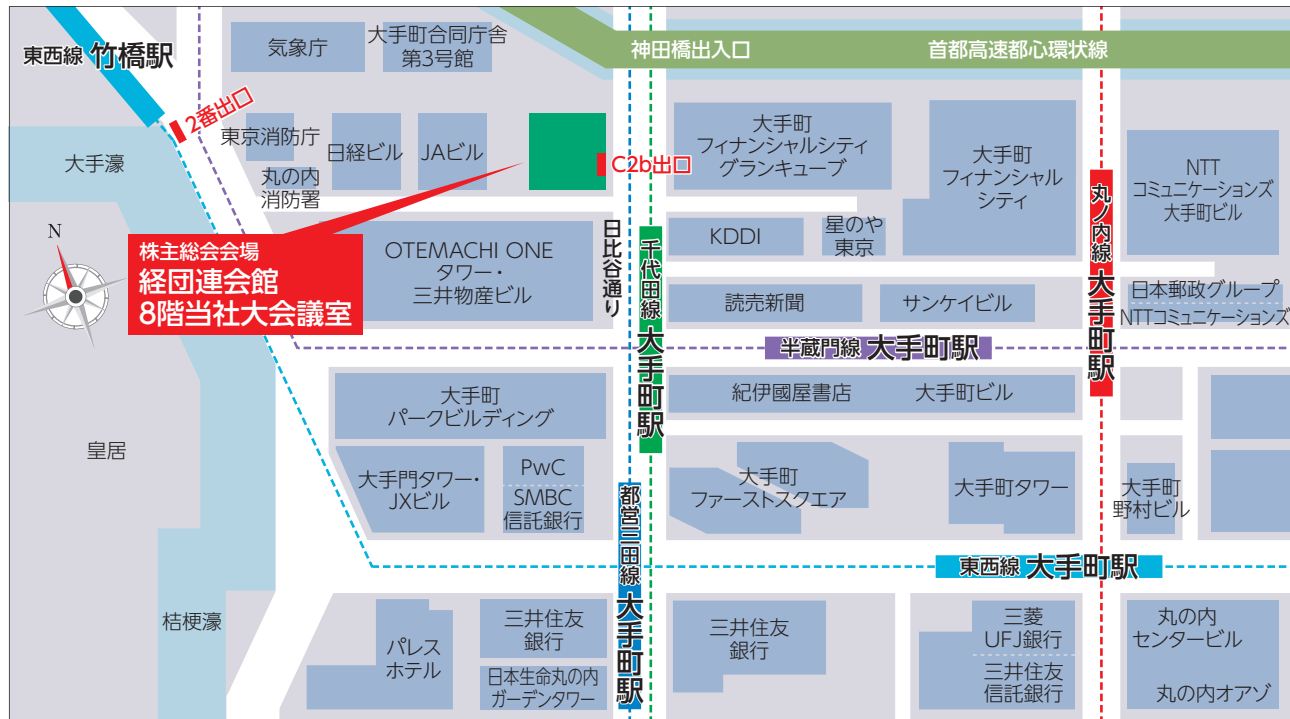 東西線 竹橋駅
2番出口
気象庁
大手町合同庁舎
第3号館
神田橋出入口
首都高速都心環状線
大手濠
東京消防庁
丸の内
消防署
日経ビル
JAビル
C2b出口
大手町
フィナンシャルシティ
グランキューブ
大手町
フィナンシャル
シティ
NTT
コミュニケーションズ
大手町ビル
N
株主総会会場
経団連会館
8階当社大会議室
OTEMACHI ONE
タワー・
三井物産ビル
日比谷通り
千代田線 大手町駅
KDDI
星のや
東京
丸ノ内線 大手町駅
読売新聞
サンケイビル
日本郵政グループ
NTTコミュニケーションズ
半蔵門線 大手町駅
皇居
大手町
パークビルディング
紀伊國屋書店
大手町ビル
大手門タワー・
JXビル
PwC
SMBC
信託銀行
都営三田線 大手町駅
大手町
ファーストスクエア
大手町タワー
大手町
野村ビル
東西線 大手町駅
桔梗濠
パレス
ホテル
三井住友
銀行
日本生命丸の内
ガーデンタワー
三井住友
銀行
三菱
UFJ銀行
三井住友
信託銀行
丸の内
センタービル
丸の内オアゾ